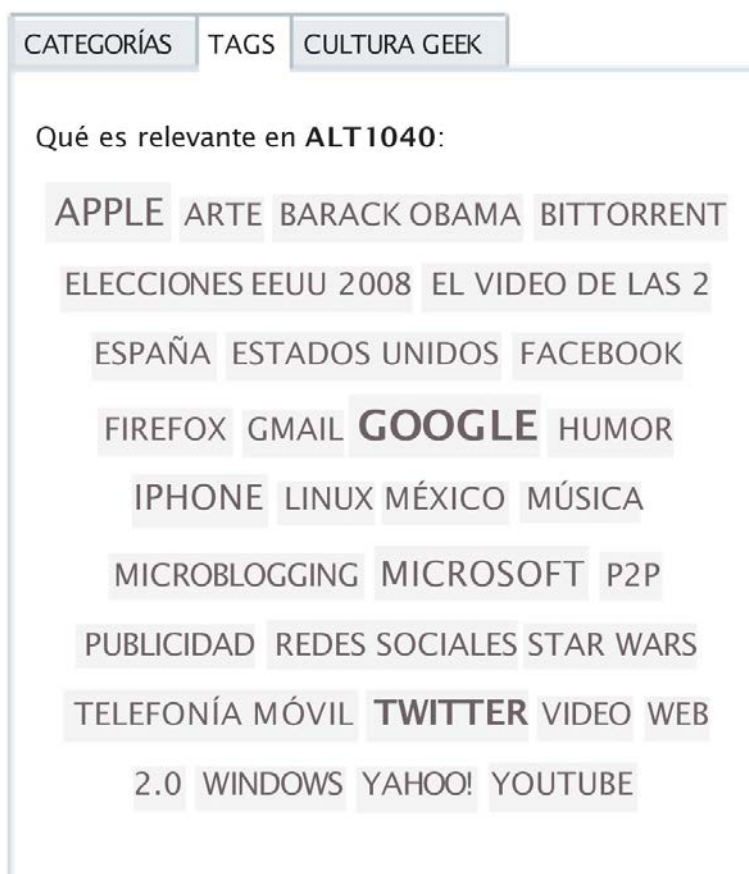 CATEGORÍAS TAGS CULTURA GEEK
Qué es relevante en ALT1040:
APPLE ARTE BARACK OBAMA BITTORRENT
ELECCIONES EEUU 2008 EL VIDEO DE LAS 2
ESPAÑA ESTADOS UNIDOS FACEBOOK
FIREFOX GMAIL GOOGLE HUMOR
IPHONE LINUX MÉXICO MÚSICA
MICROBLOGGING MICROSOFT P2P
PUBLICIDAD REDES SOCIALES STAR WARS
TELEFONÍA MÓVIL TWITTER VIDEO WEB
2.0 WINDOWS YAHOO! YOUTUBE